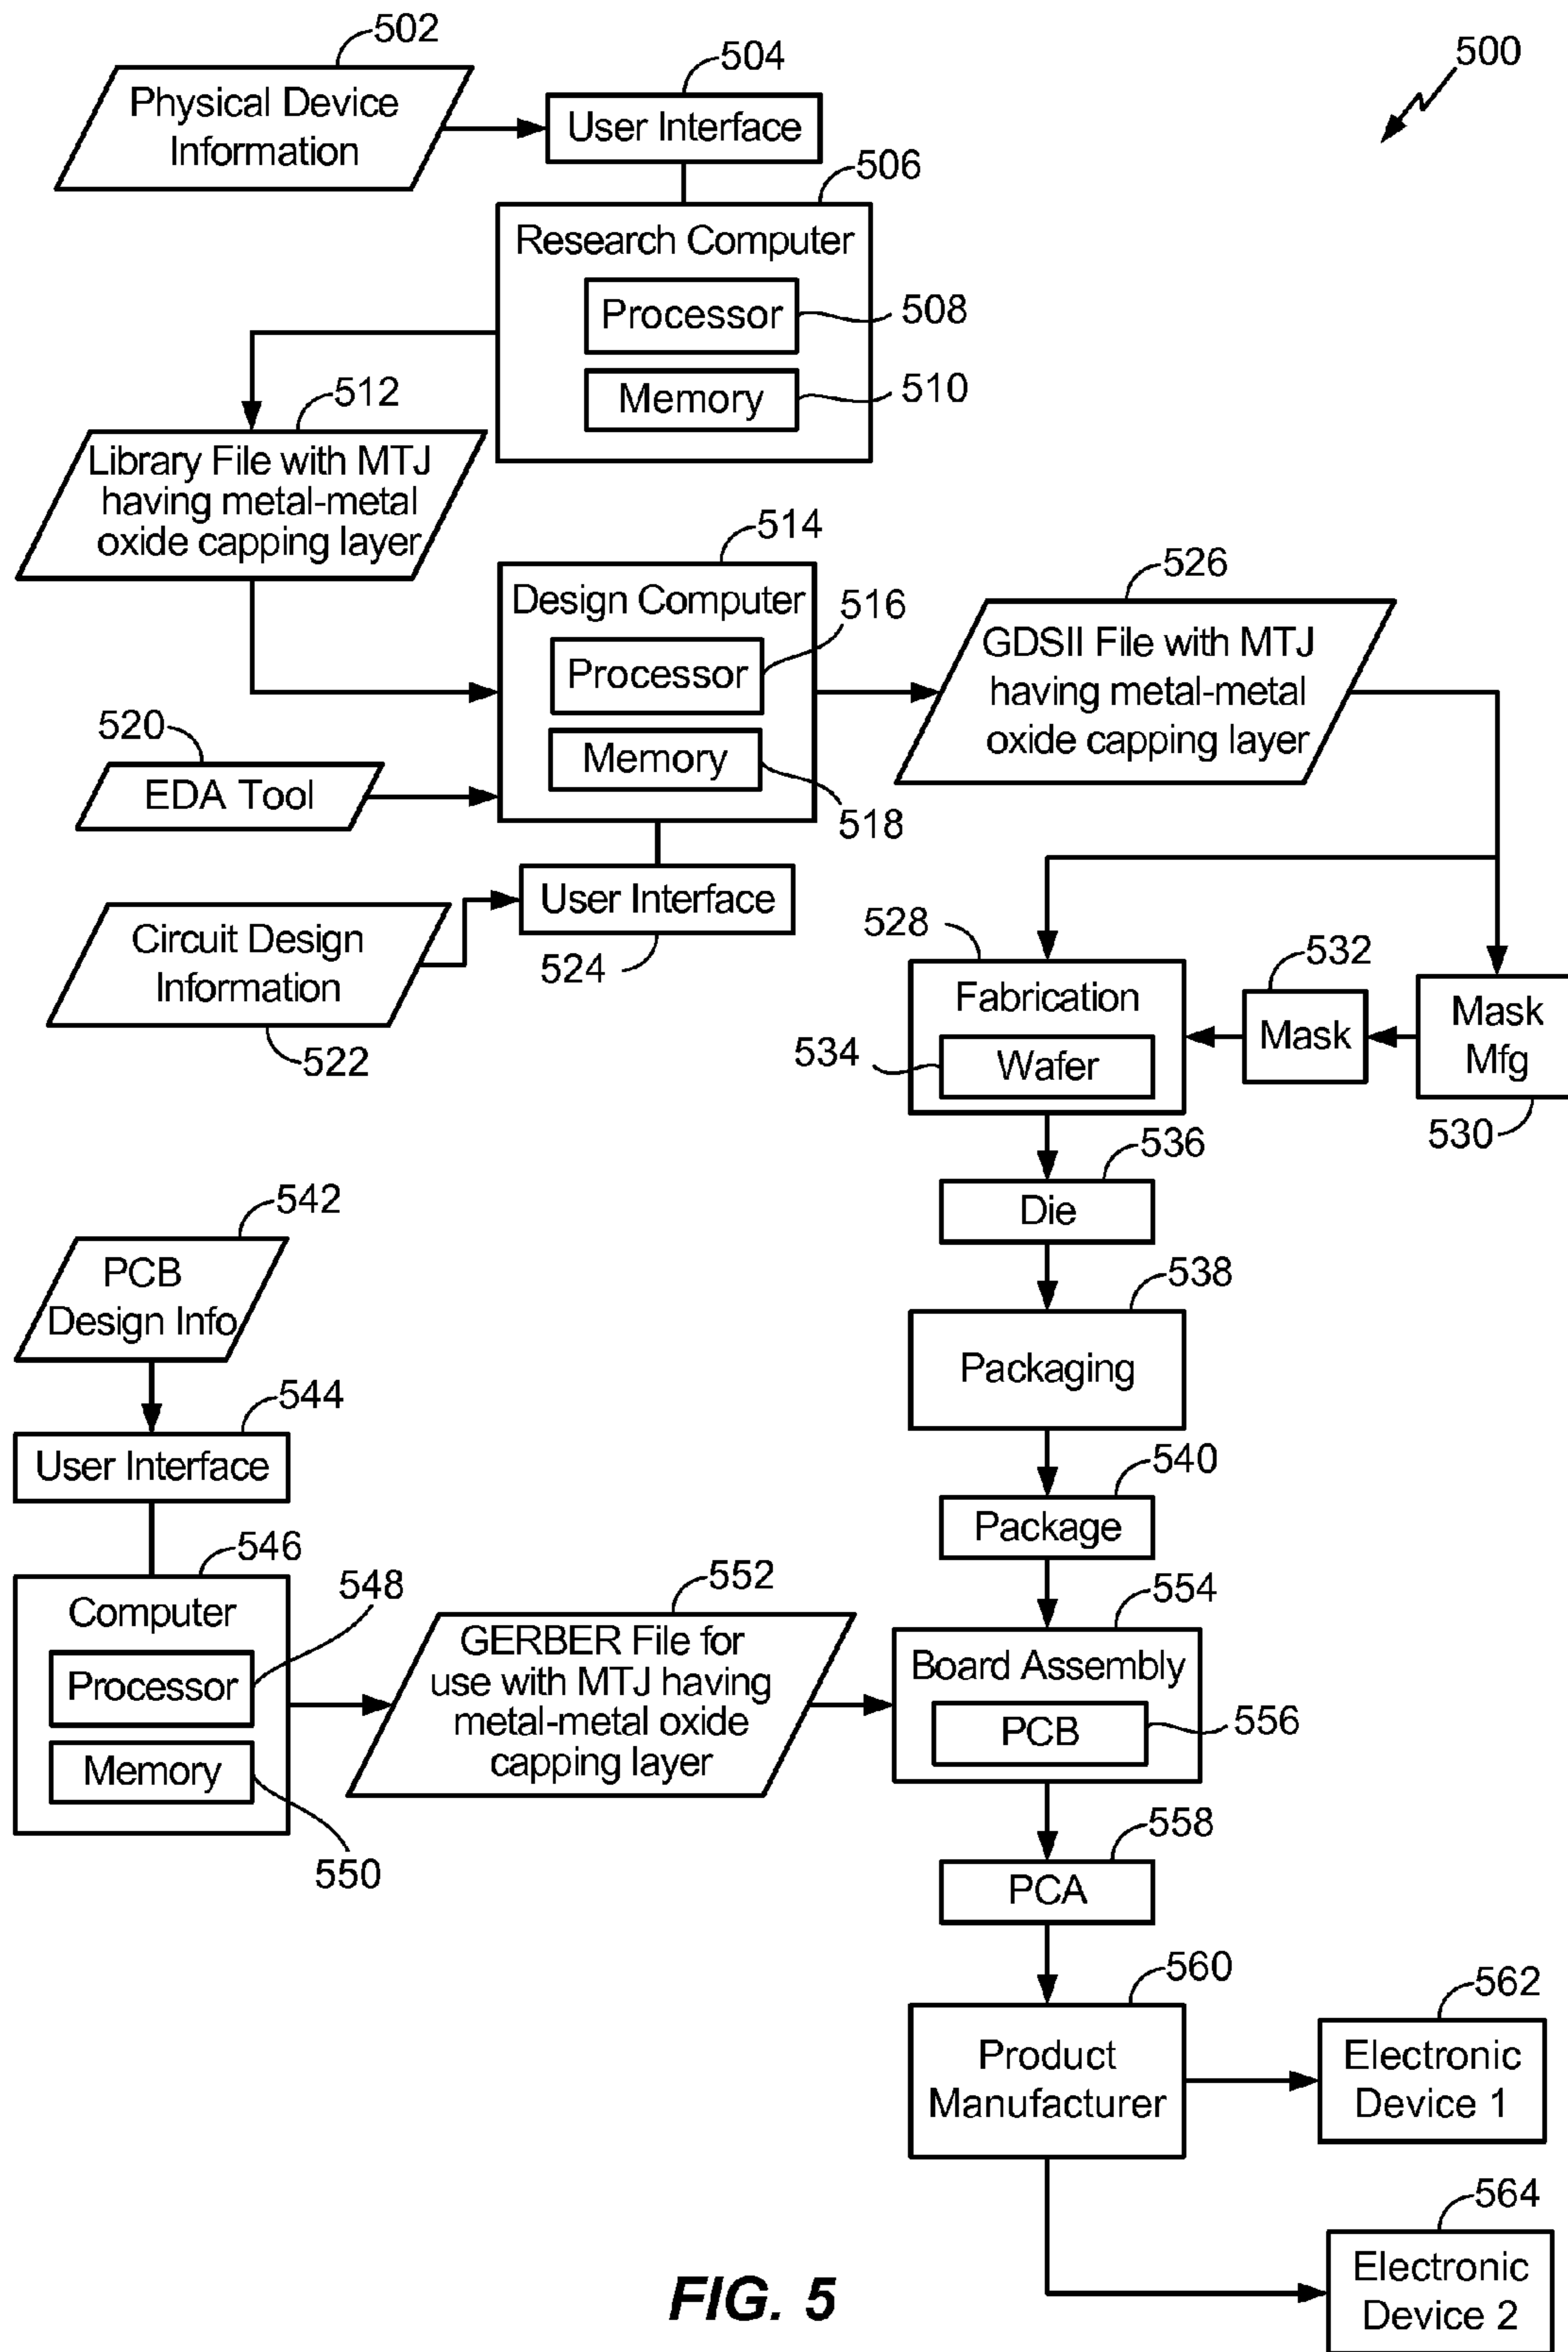 502
504
500
Physical Device
Information
User Interface
506
Research Computer
Processor
508
Memory
510
512
Library File with MTJ
having metal-metal
oxide capping layer
514
Design Computer
516
Processor
Memory
518
526
GDSII File with MTJ
having metal-metal
oxide capping layer
520
EDA Tool
User Interface
524
Circuit Design
Information
522
528
Fabrication
534
Wafer
532
Mask
Mask
Mfg
530
536
Die
538
Packaging
540
Package
542
PCB
Design Info
544
User Interface
546
548
Computer
Processor
Memory
550
552
GERBER File for
use with MTJ having
metal-metal oxide
capping layer
554
Board Assembly
PCB
556
558
PCA
560
Product
Manufacturer
562
Electronic
Device 1
564
Electronic
Device 2
FIG. 5